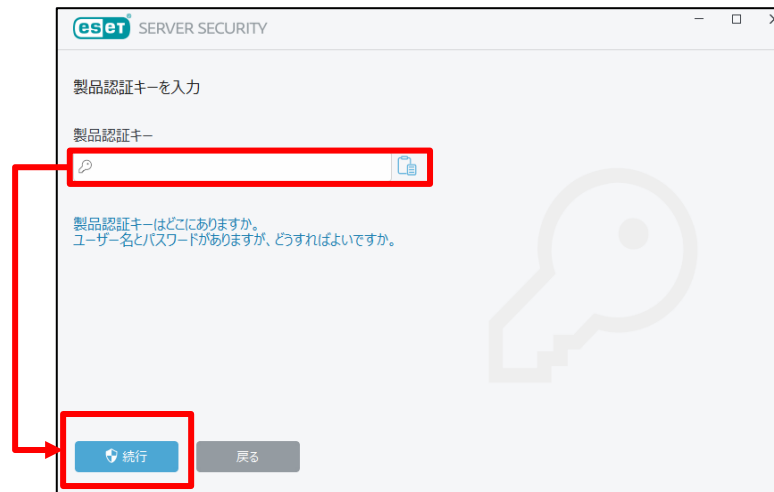 eset SERVER SECURITY
製品認証キーを入力
製品認証キー
製品認証キーはどこにありますか。
ユーザー名とパスワードがありますが、どうすればよいですか。
続行 戻る